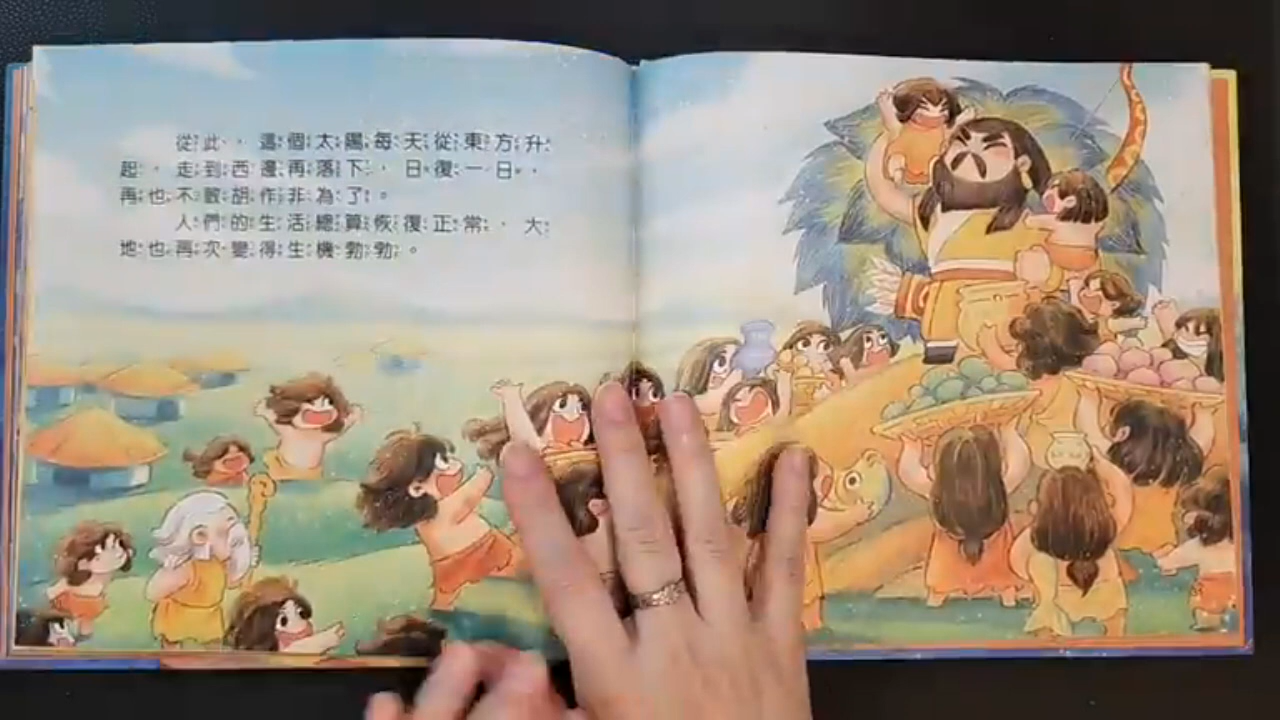 從此，這個太陽每天從東方升
起，走到西邊再落下，日復一日，
再也不敢胡作非為了。
人們的生活總算恢復正常，大
地也再次變得生機勃勃。